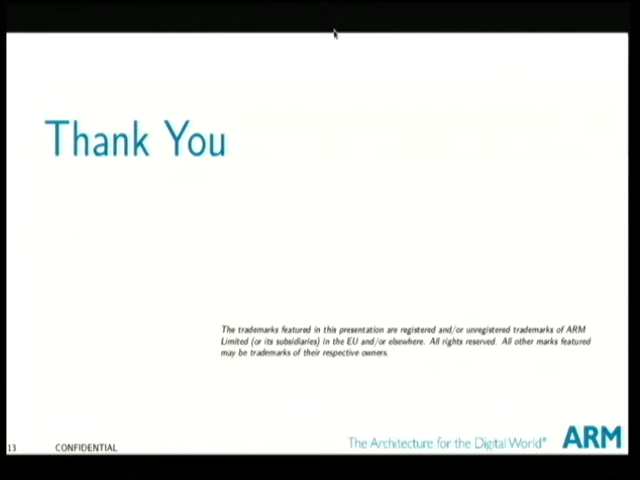 Thank You
The trademarks featured in this presentation are registered and/or unregistered trademarks of ARM
Limited (or its subsidiaries) in the EU and/or elsewhere. All rights reserved. All other marks featured
may be trademarks of their respective owners.
13 CONFIDENTIAL The Architecture for the Digital World® ARM